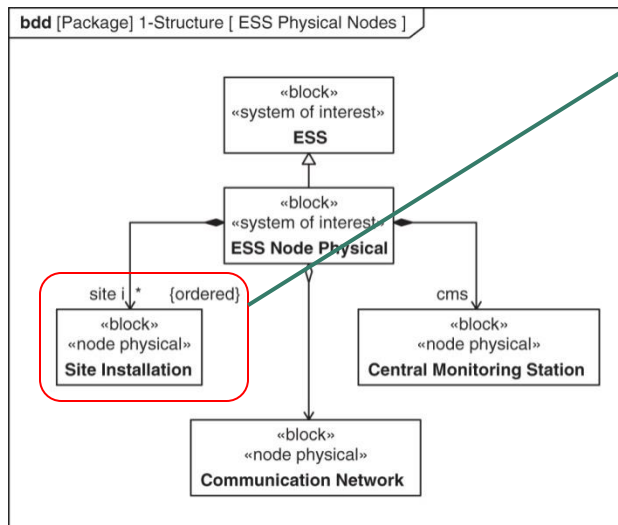 bdd [Package] 1-Structure [ ESS Physical Nodes ]
«block»
«system of interest»
ESS
«block»
«system of interest»
ESS Node Physical
site i * {ordered}
cms
«block»
«node physical»
Site Installation
«block»
«node physical»
Central Monitoring Station
«block»
«node physical»
Communication Network